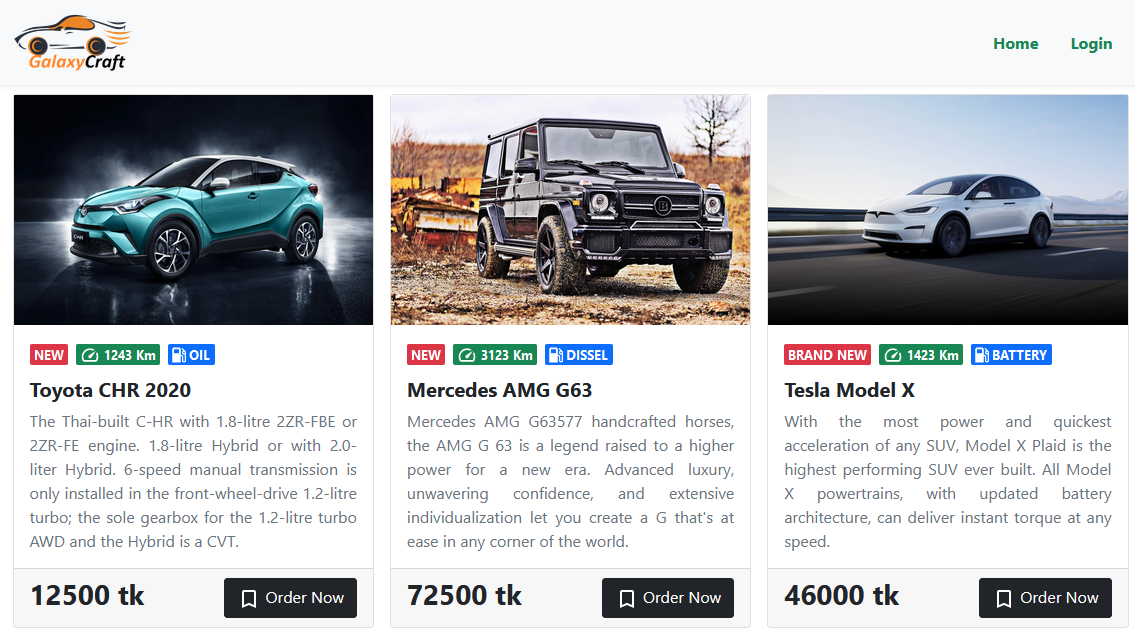 GalaxyCraft
Home
Login
NEW
1243 Km
OIL
Toyota CHR 2020
The Thai-built C-HR with 1.8-litre 2ZR-FBE or
2ZR-FE engine. 1.8-litre Hybrid or with 2.0-
liter Hybrid. 6-speed manual transmission is
only installed in the front-wheel-drive 1.2-litre
turbo; the sole gearbox for the 1.2-litre turbo
AWD and the Hybrid is a CVT.
12500 tk
Order Now
NEW
3123 Km
DISSEL
Mercedes AMG G63
Mercedes AMG G63577 handcrafted horses,
the AMG G 63 is a legend raised to a higher
power for a new era. Advanced luxury,
unwavering confidence, and extensive
individualization let you create a G that's at
ease in any corner of the world.
72500 tk
Order Now
BRAND NEW
1423 Km
BATTERY
Tesla Model X
With the most power and quickest
acceleration of any SUV, Model X Plaid is the
highest performing SUV ever built. All Model
X powertrains, with updated battery
architecture, can deliver instant torque at any
speed.
46000 tk
Order Now